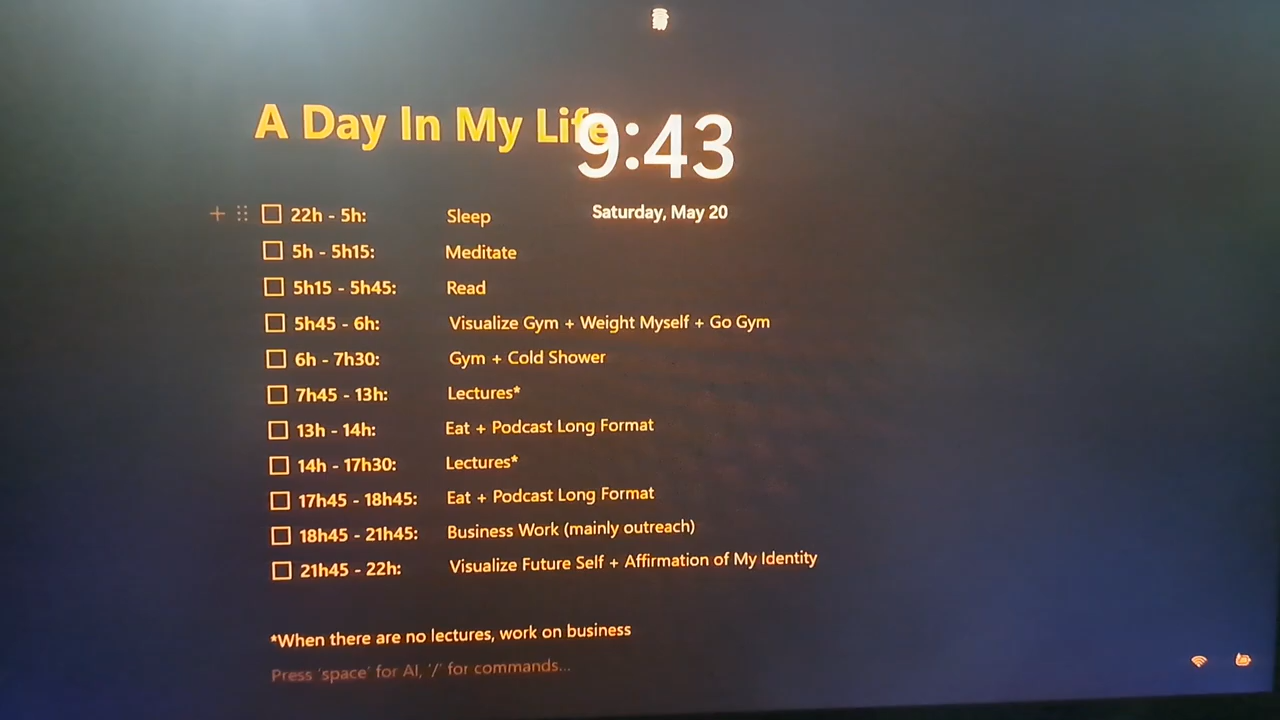 A Day In My Life
9:43
Saturday, May 20
22h - 5h: Sleep
5h - 5h15: Meditate
5h15 - 5h45: Read
5h45 - 6h: Visualize Gym + Weight Myself + Go Gym
6h - 7h30: Gym + Cold Shower
7h45 - 13h: Lectures*
13h - 14h: Eat + Podcast Long Format
14h - 17h30: Lectures*
17h45 - 18h45: Eat + Podcast Long Format
18h45 - 21h45: Business Work (mainly outreach)
21h45 - 22h: Visualize Future Self + Affirmation of My Identity
*When there are no lectures, work on business
Press 'space' for AI, '/' for commands...